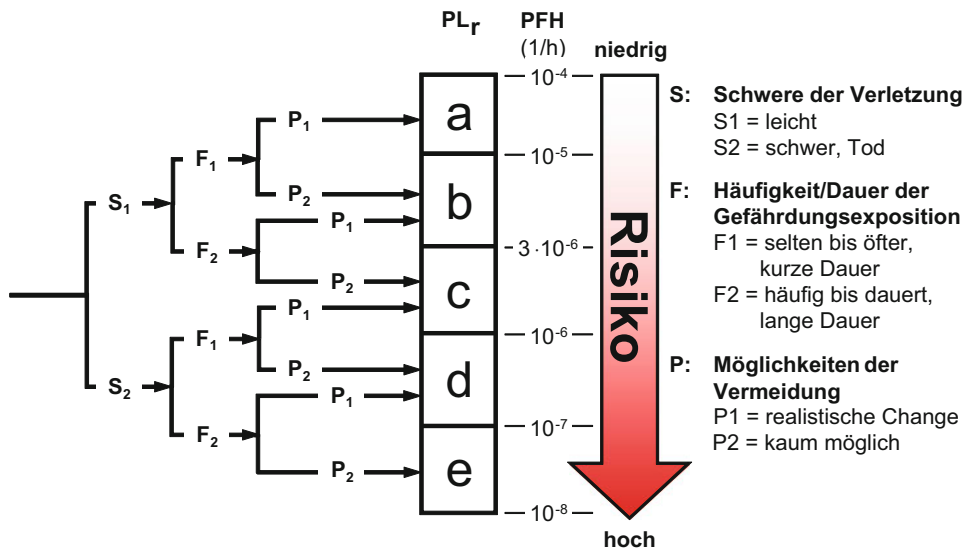 PLr
PFH
(1/h)
niedrig
10⁻⁴
a
P₁
F₁
10⁻⁵
P₂
b
S₁
P₁
F₂
3·10⁻⁶
P₂
c
P₁
10⁻⁶
F₁
P₂
d
S₂
P₁
10⁻⁷
F₂
P₂
e
10⁻⁸
hoch
Risiko
S: Schwere der Verletzung
S1 = leicht
S2 = schwer, Tod
F: Häufigkeit/Dauer der
Gefährdungsexposition
F1 = selten bis öfter,
kurze Dauer
F2 = häufig bis dauert,
lange Dauer
P: Möglichkeiten der
Vermeidung
P1 = realistische Change
P2 = kaum möglich